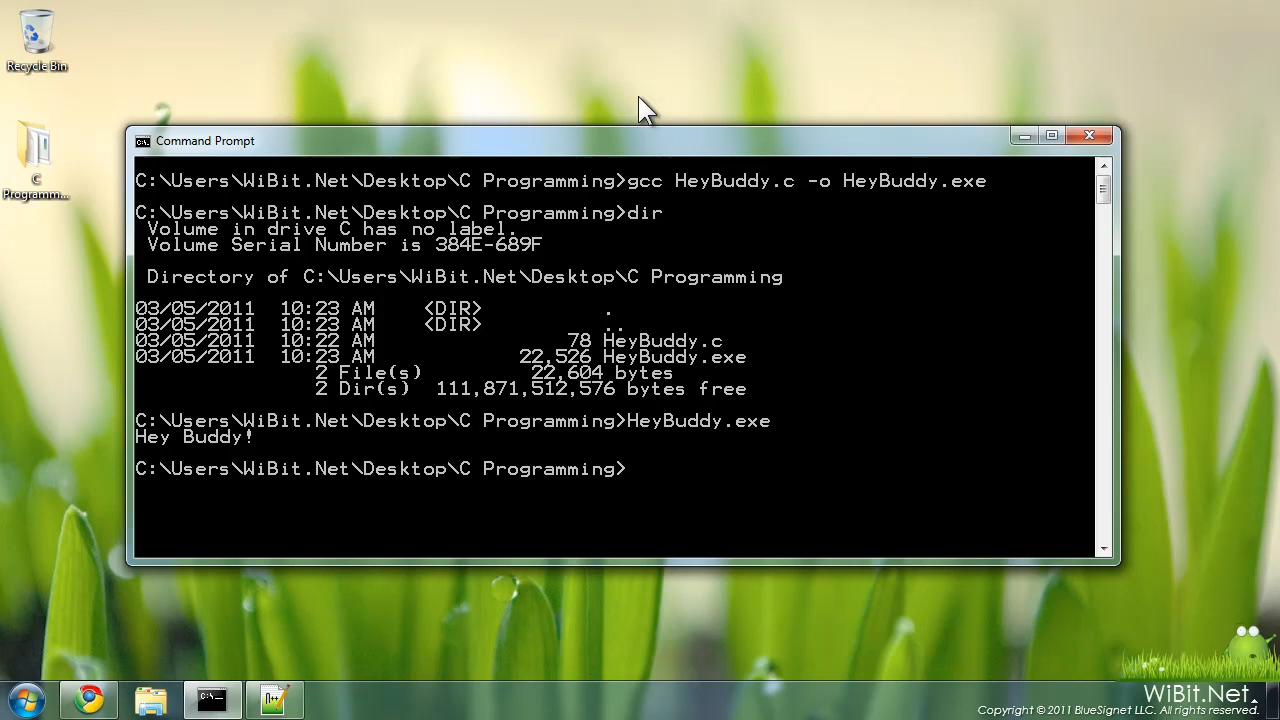 Recycle Bin
C
Programm...
Command Prompt
C:\Users\WiBit.Net\Desktop\C Programming>gcc HeyBuddy.c -o HeyBuddy.exe
C:\Users\WiBit.Net\Desktop\C Programming>dir
Volume in drive C has no label.
Volume Serial Number is 384E-689F
Directory of C:\Users\WiBit.Net\Desktop\C Programming
03/05/2011  10:23 AM    <DIR>          .
03/05/2011  10:23 AM    <DIR>          ..
03/05/2011  10:22 AM                78 HeyBuddy.c
03/05/2011  10:23 AM            22,526 HeyBuddy.exe
2 File(s)         22,604 bytes
2 Dir(s)  111,871,512,576 bytes free
C:\Users\WiBit.Net\Desktop\C Programming>HeyBuddy.exe
Hey Buddy!
C:\Users\WiBit.Net\Desktop\C Programming>
WiBit.Net
Copyright © 2011 BlueSignet LLC. All rights reserved.